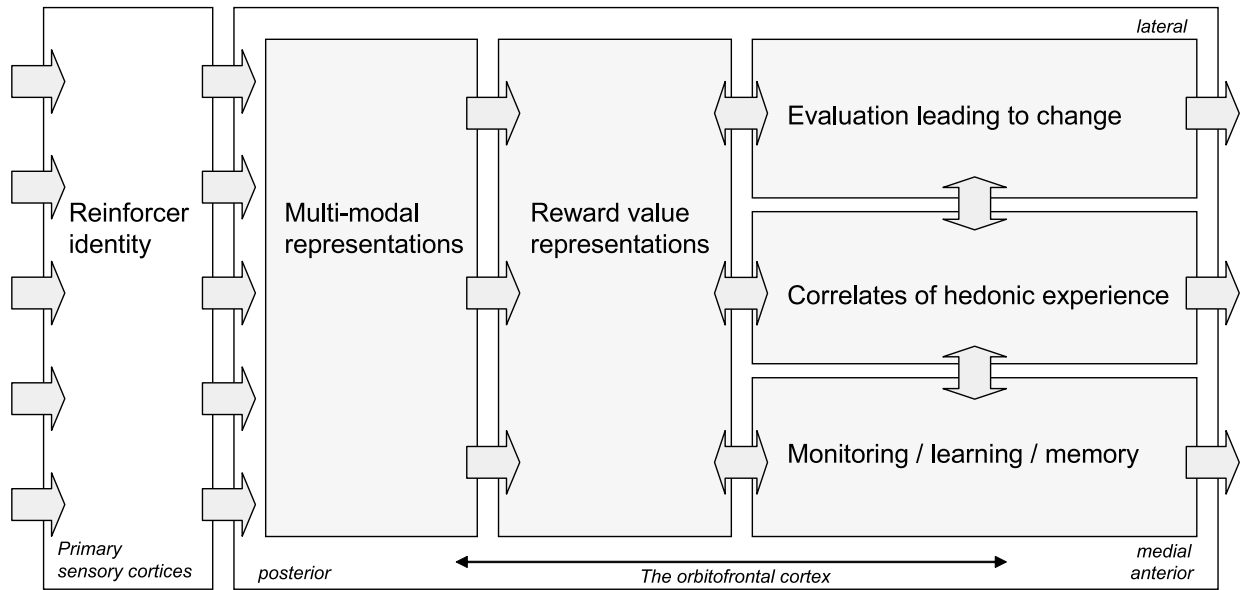 lateral
Evaluation leading to change
Reinforcer
identity
Multi-modal
representations
Reward value
representations
Correlates of hedonic experience
Monitoring / learning / memory
Primary
sensory cortices
posterior
The orbitofrontal cortex
medial
anterior